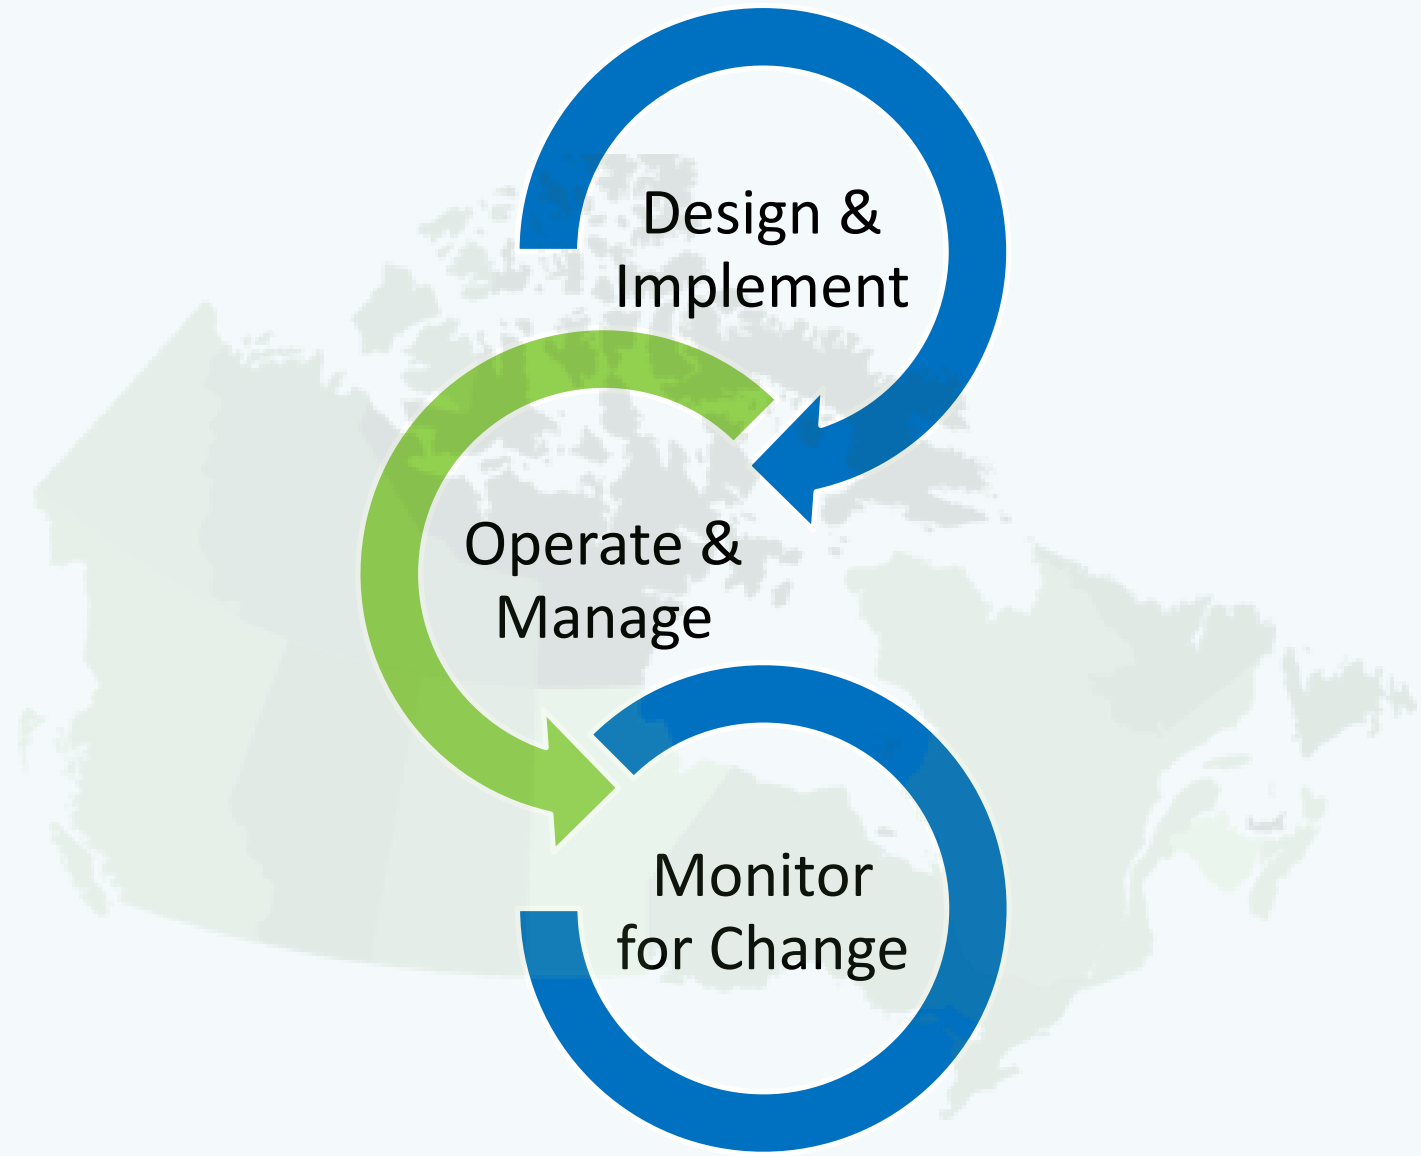 Design &
Implement
Operate &
Manage
Monitor
for Change